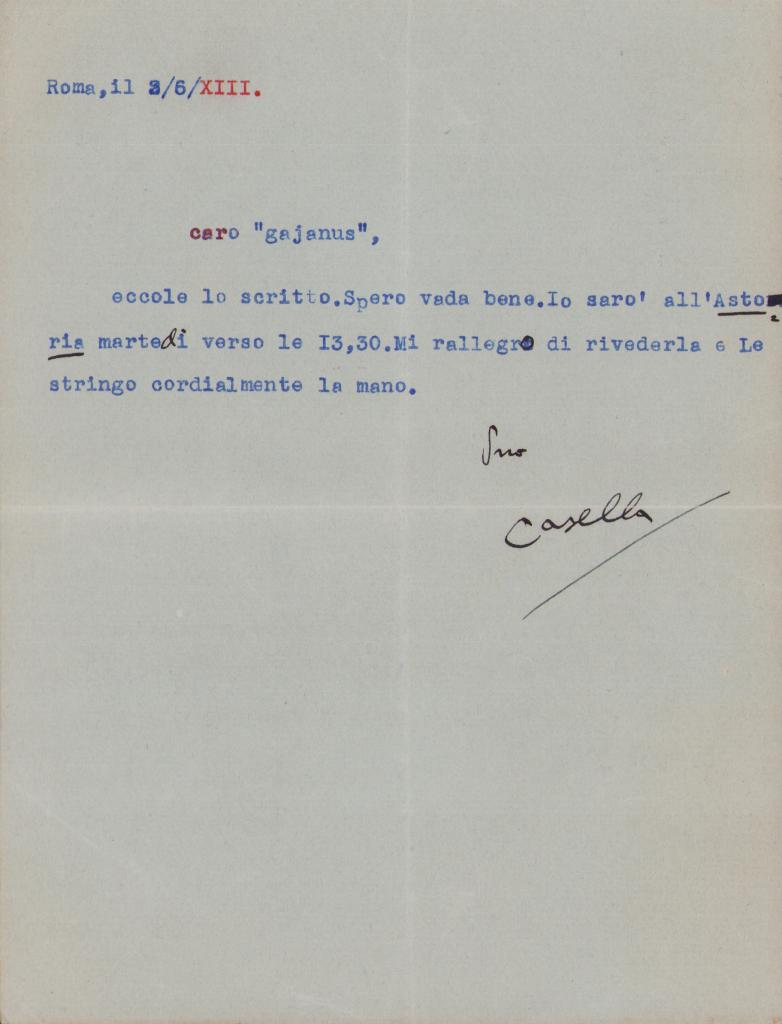 Roma,il 3/6/XIII.
caro "gajanus",
eccole lo scritto.Spero vada bene.Io saro' all'Asto-
ria martedi verso le I3,30.Mi rallegro di rivederla e Le
stringo cordialmente la mano.
Suo
Casella